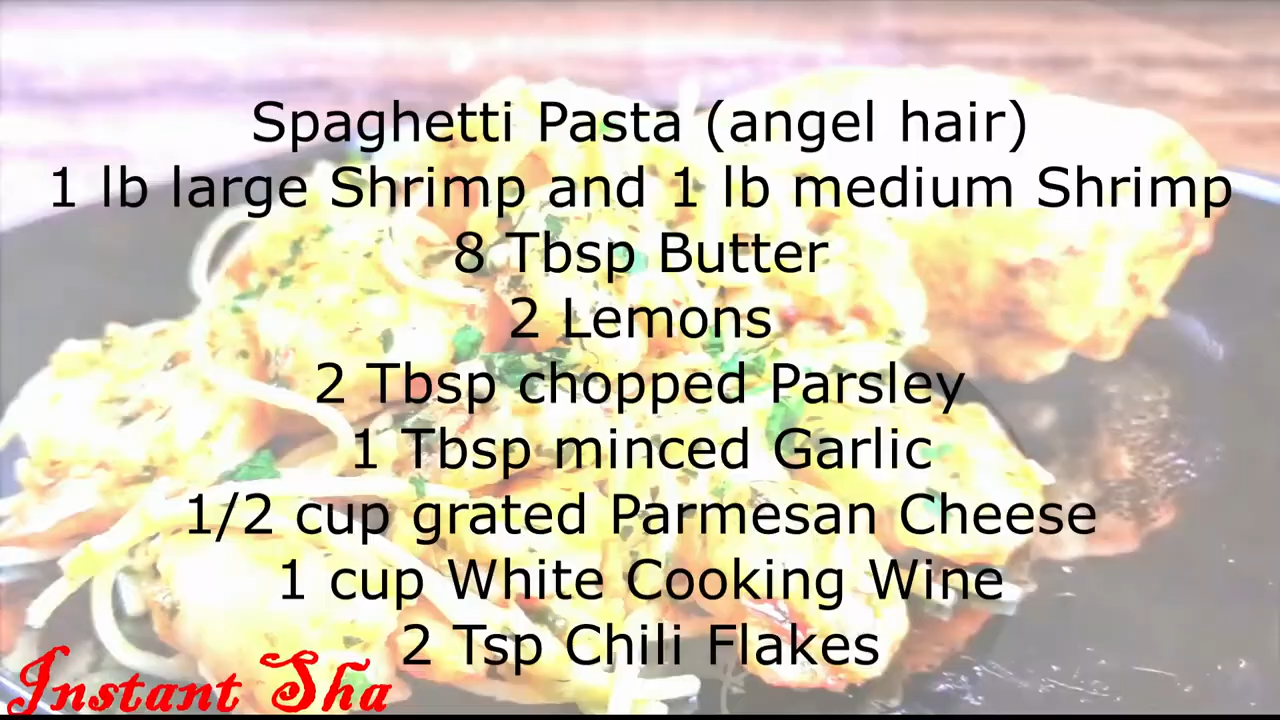 Spaghetti Pasta (angel hair)
1 lb large Shrimp and 1 lb medium Shrimp
8 Tbsp Butter
2 Lemons
2 Tbsp chopped Parsley
1 Tbsp minced Garlic
1/2 cup grated Parmesan Cheese
1 cup White Cooking Wine
2 Tsp Chili Flakes
Instant Sha